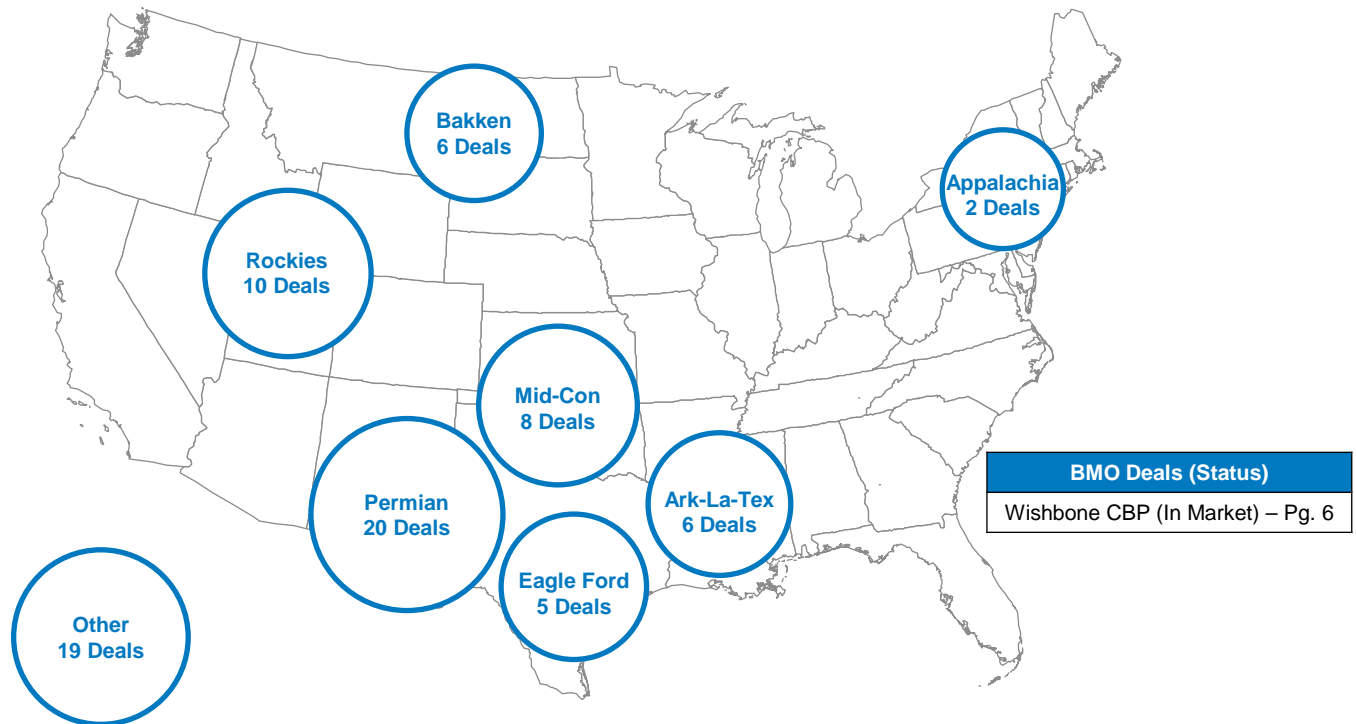 Bakken
6 Deals
Appalachia
2 Deals
Rockies
10 Deals
Mid-Con
8 Deals
Permian
20 Deals
Ark-La-Tex
6 Deals
BMO Deals (Status)
Wishbone CBP (In Market) – Pg. 6
Eagle Ford
5 Deals
Other
19 Deals